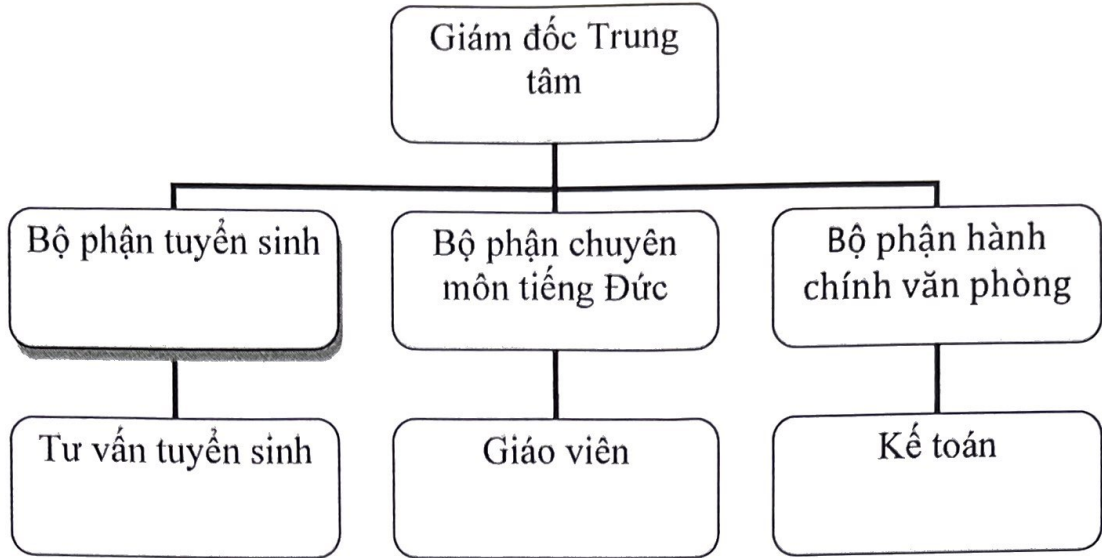 Giám đốc Trung
tâm
Bộ phận tuyển sinh
Bộ phận chuyên
môn tiếng Đức
Bộ phận hành
chính văn phòng
Tư vấn tuyển sinh
Giáo viên
Kế toán